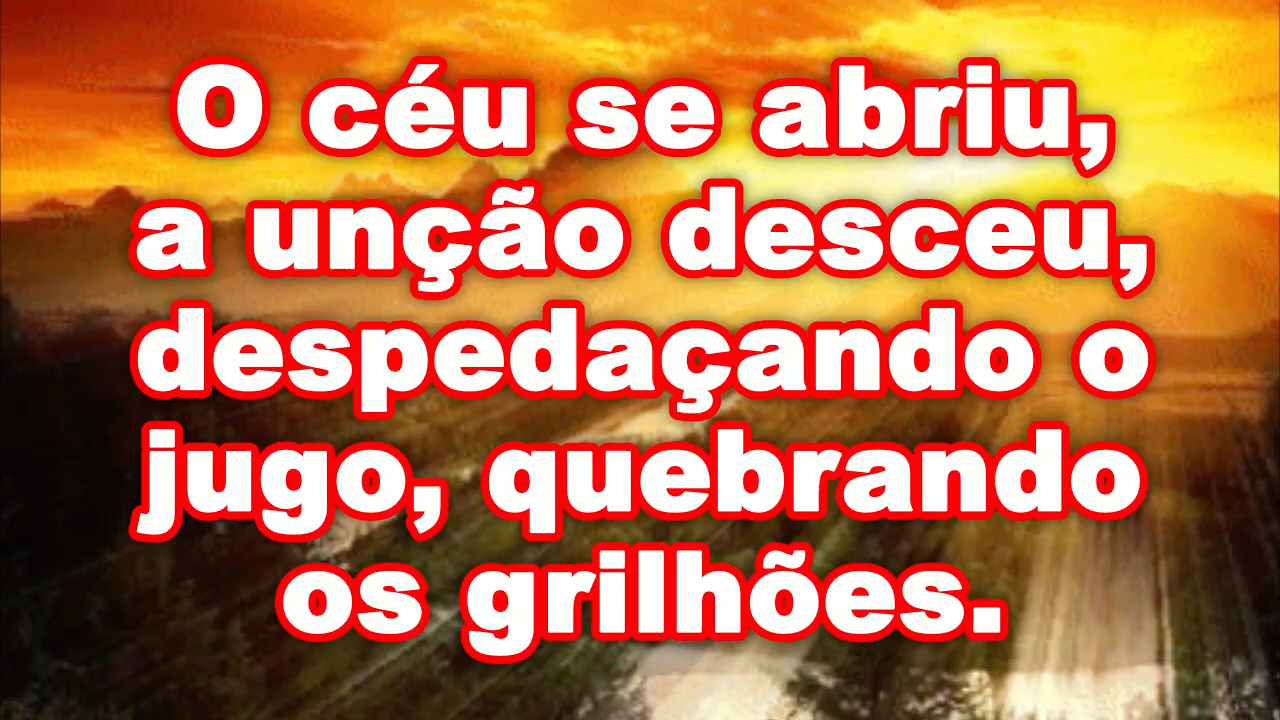 O céu se abriu,
a unção desceu,
despedaçando o
jugo, quebrando
os grilhões.